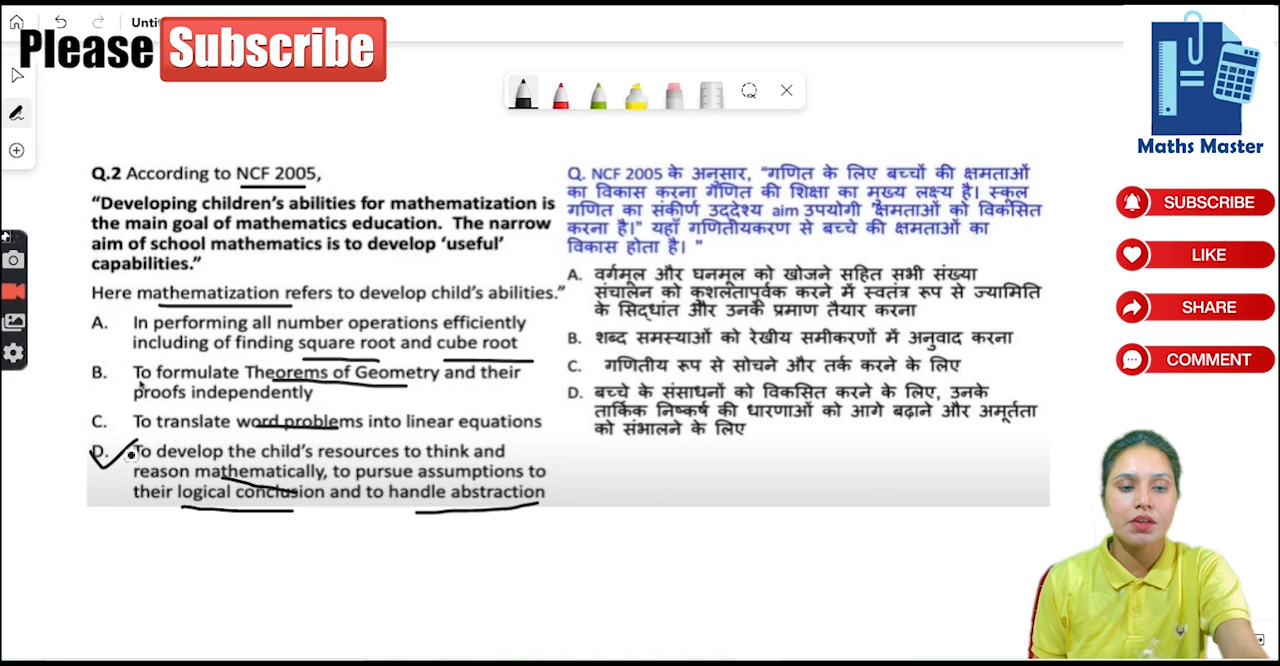 Unti
Please Subscribe
Maths Master
Q.2 According to NCF 2005,
“Developing children’s abilities for mathematization is
the main goal of mathematics education. The narrow
aim of school mathematics is to develop ‘useful’
capabilities.”
Here mathematization refers to develop child’s abilities.”
A. In performing all number operations efficiently
including of finding square root and cube root
B. To formulate Theorems of Geometry and their
proofs independently
C. To translate word problems into linear equations
D. To develop the child’s resources to think and
reason mathematically, to pursue assumptions to
their logical conclusion and to handle abstraction
Q. NCF 2005 के अनुसार, “गणित के लिए बच्चों की क्षमताओं
का विकास करना गणित की शिक्षा का मुख्य लक्ष्य है। स्कूल
गणित का संकीर्ण उद्देश्य aim उपयोगी क्षमताओं को विकसित
करना है।” यहाँ गणितीयकरण से बच्चे की क्षमताओं का
विकास होता है। "
A. वर्गमूल और घनमूल को खोजने सहित सभी संख्या
संचालन को कुशलतापूर्वक करने में स्वतंत्र रूप से ज्यामिति
के सिद्धांत और उनके प्रमाण तैयार करना
B. शब्द समस्याओं को रेखीय समीकरणों में अनुवाद करना
C. गणितीय रूप से सोचने और तर्क करने के लिए
D. बच्चे के संसाधनों को विकसित करने के लिए, उनके
तार्किक निष्कर्ष की धारणाओं को आगे बढ़ाने और अमूर्तता
को संभालने के लिए
SUBSCRIBE
LIKE
SHARE
COMMENT